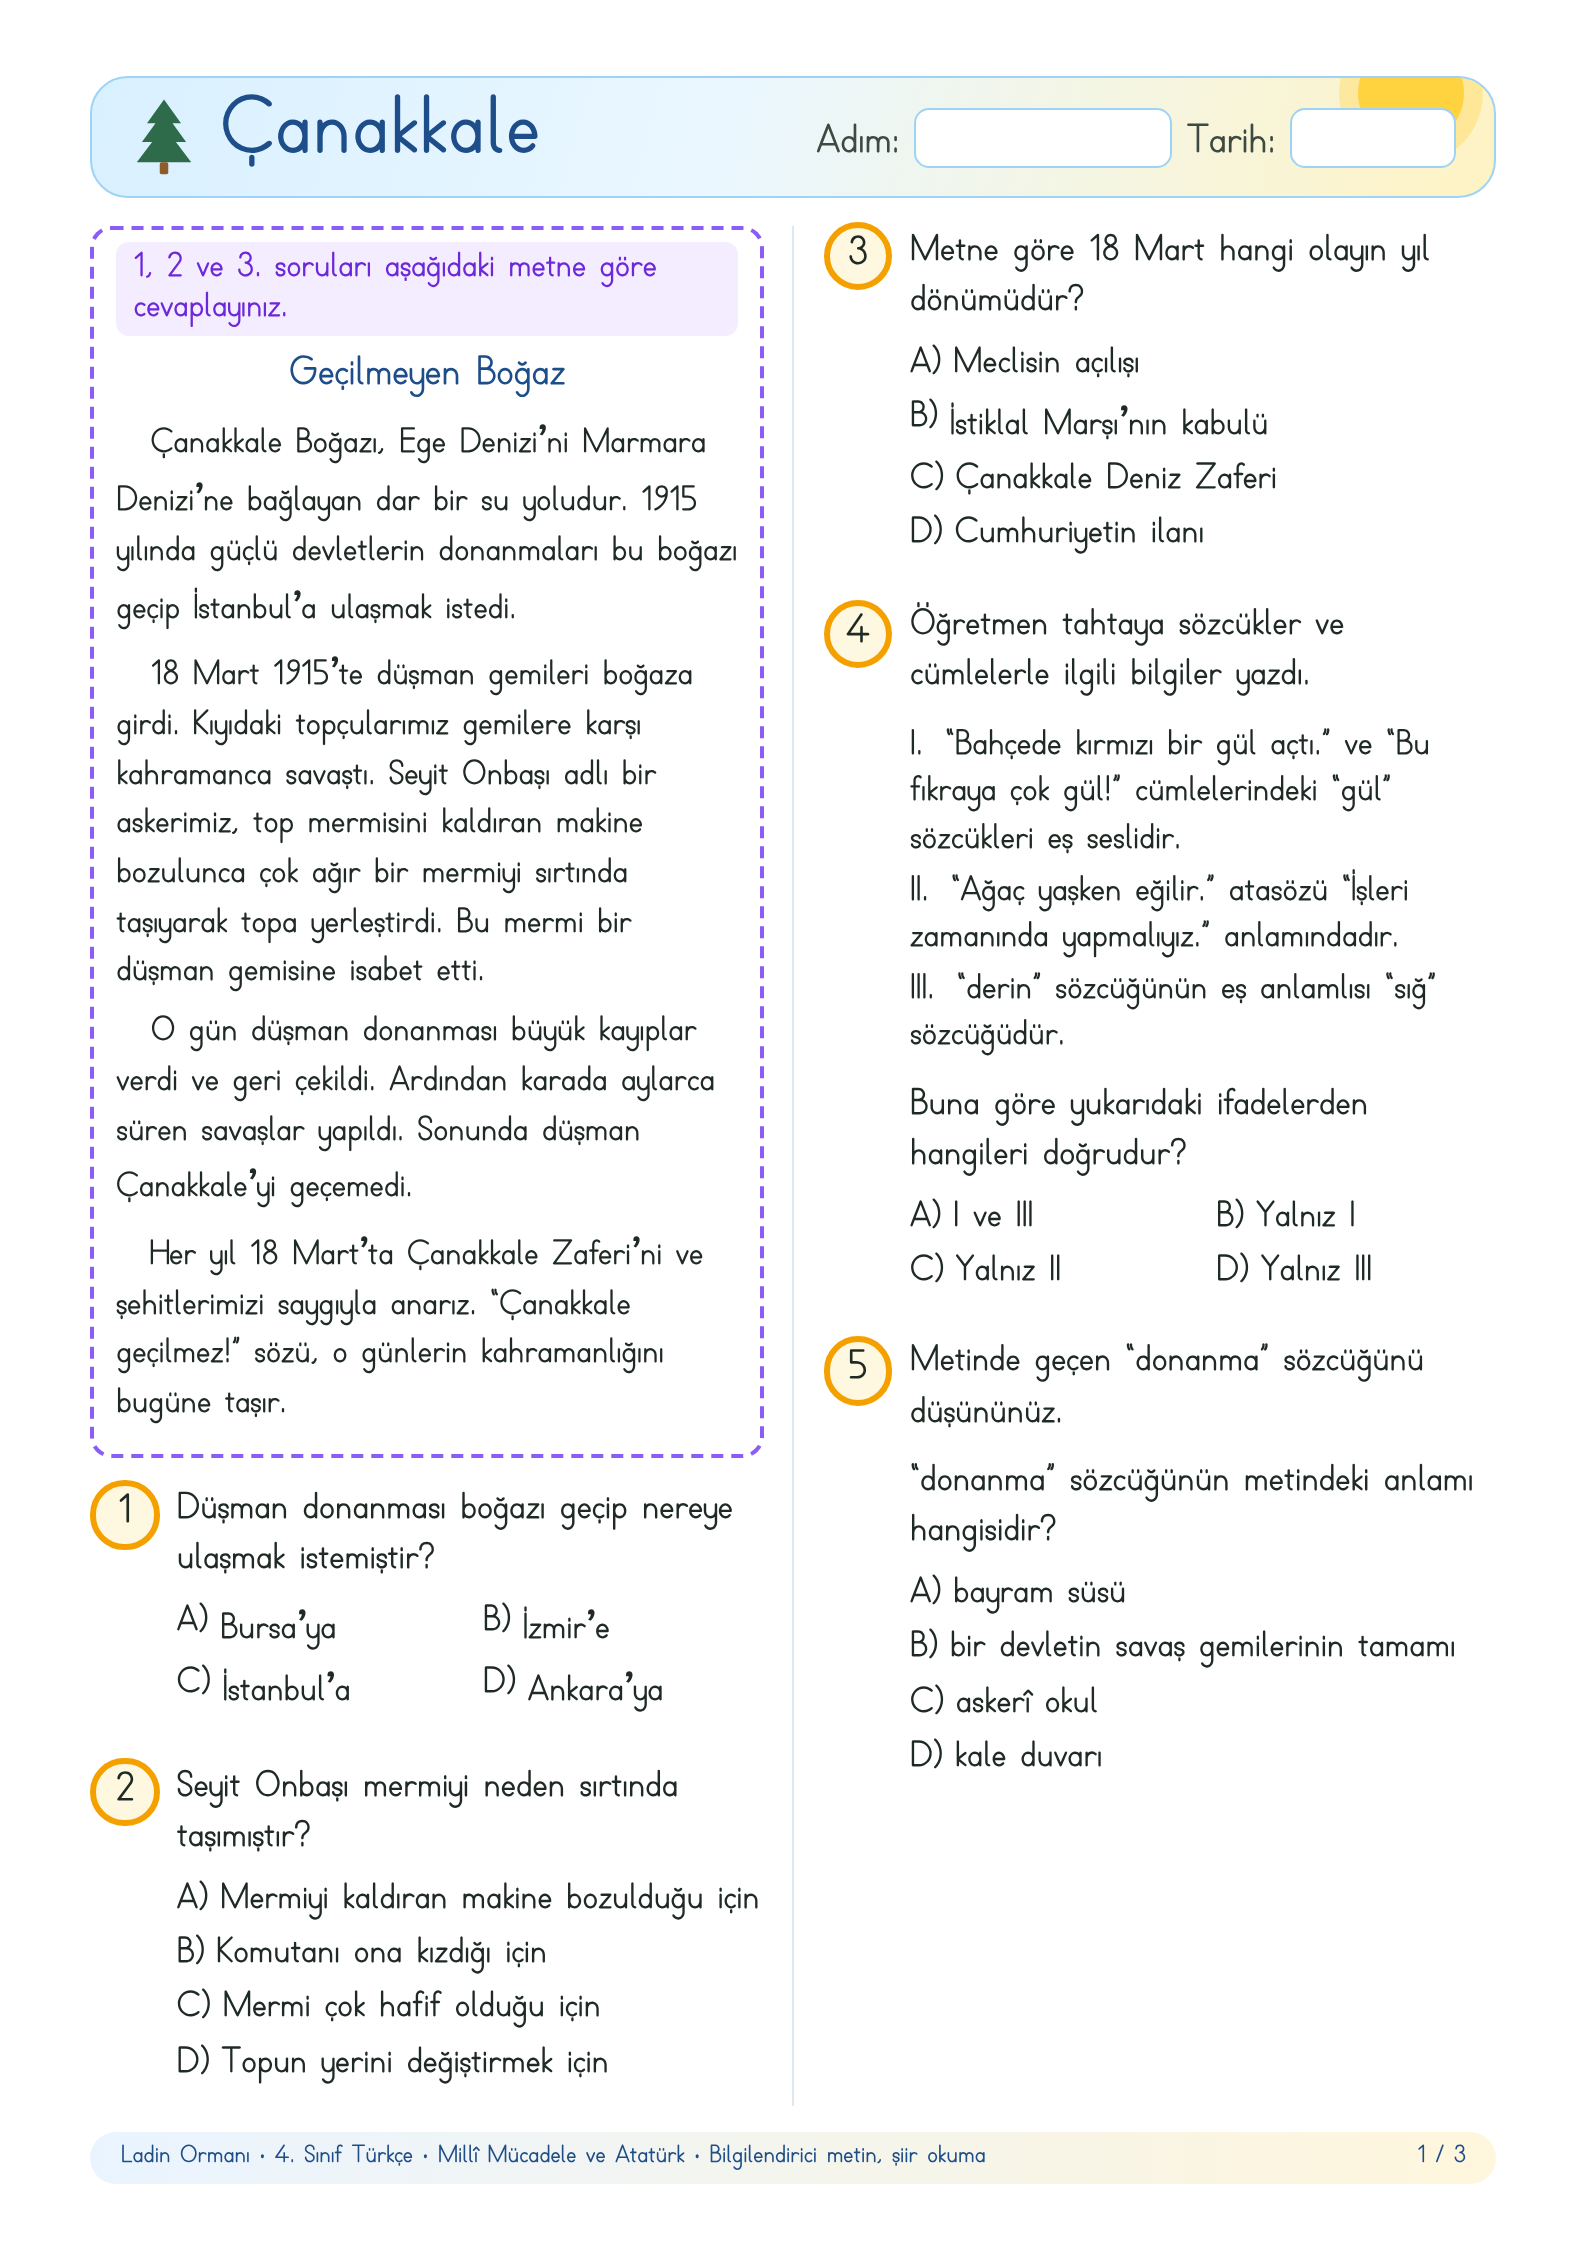 Çanakkale
Adım:
Tarih:
1, 2 ve 3. soruları aşağıdaki metne göre
cevaplayınız.
Geçilmeyen Boğaz
Çanakkale Boğazı, Ege Denizi’ni Marmara
Denizi’ne bağlayan dar bir su yoludur. 1915
yılında güçlü devletlerin donanmaları bu boğazı
geçip İstanbul’a ulaşmak istedi.
18 Mart 1915’te düşman gemileri boğaza
girdi. Kıyıdaki topçularımız gemilere karşı
kahramanca savaştı. Seyit Onbaşı adlı bir
askerimiz, top mermisini kaldıran makine
bozulunca çok ağır bir mermiyi sırtında
taşıyarak topa yerleştirdi. Bu mermi bir
düşman gemisine isabet etti.
O gün düşman donanması büyük kayıplar
verdi ve geri çekildi. Ardından karada aylarca
süren savaşlar yapıldı. Sonunda düşman
Çanakkale’yi geçemedi.
Her yıl 18 Mart’ta Çanakkale Zaferi’ni ve
şehitlerimizi saygıyla anarız. “Çanakkale
geçilmez!” sözü, o günlerin kahramanlığını
bugüne taşır.
1 Düşman donanması boğazı geçip nereye
ulaşmak istemiştir?
A) Bursa’ya B) İzmir’e
C) İstanbul’a D) Ankara’ya
2 Seyit Onbaşı mermiyi neden sırtında
taşımıştır?
A) Mermiyi kaldıran makine bozulduğu için
B) Komutanı ona kızdığı için
C) Mermi çok hafif olduğu için
D) Topun yerini değiştirmek için
3 Metne göre 18 Mart hangi olayın yıl
dönümüdür?
A) Meclisin açılışı
B) İstiklal Marşı’nın kabulü
C) Çanakkale Deniz Zaferi
D) Cumhuriyetin ilanı
4 Öğretmen tahtaya sözcükler ve
cümlelerle ilgili bilgiler yazdı.
I. “Bahçede kırmızı bir gül açtı.” ve “Bu
fıkraya çok gül!” cümlelerindeki “gül”
sözcükleri eş seslidir.
II. “Ağaç yaşken eğilir.” atasözü “İşleri
zamanında yapmalıyız.” anlamındadır.
III. “derin” sözcüğünün eş anlamlısı “sığ”
sözcüğüdür.
Buna göre yukarıdaki ifadelerden
hangileri doğrudur?
A) I ve III B) Yalnız I
C) Yalnız II D) Yalnız III
5 Metinde geçen “donanma” sözcüğünü
düşününüz.
“donanma” sözcüğünün metindeki anlamı
hangisidir?
A) bayram süsü
B) bir devletin savaş gemilerinin tamamı
C) askerî okul
D) kale duvarı
Ladin Ormanı • 4. Sınıf Türkçe • Millî Mücadele ve Atatürk • Bilgilendirici metin, şiir okuma
1 / 3